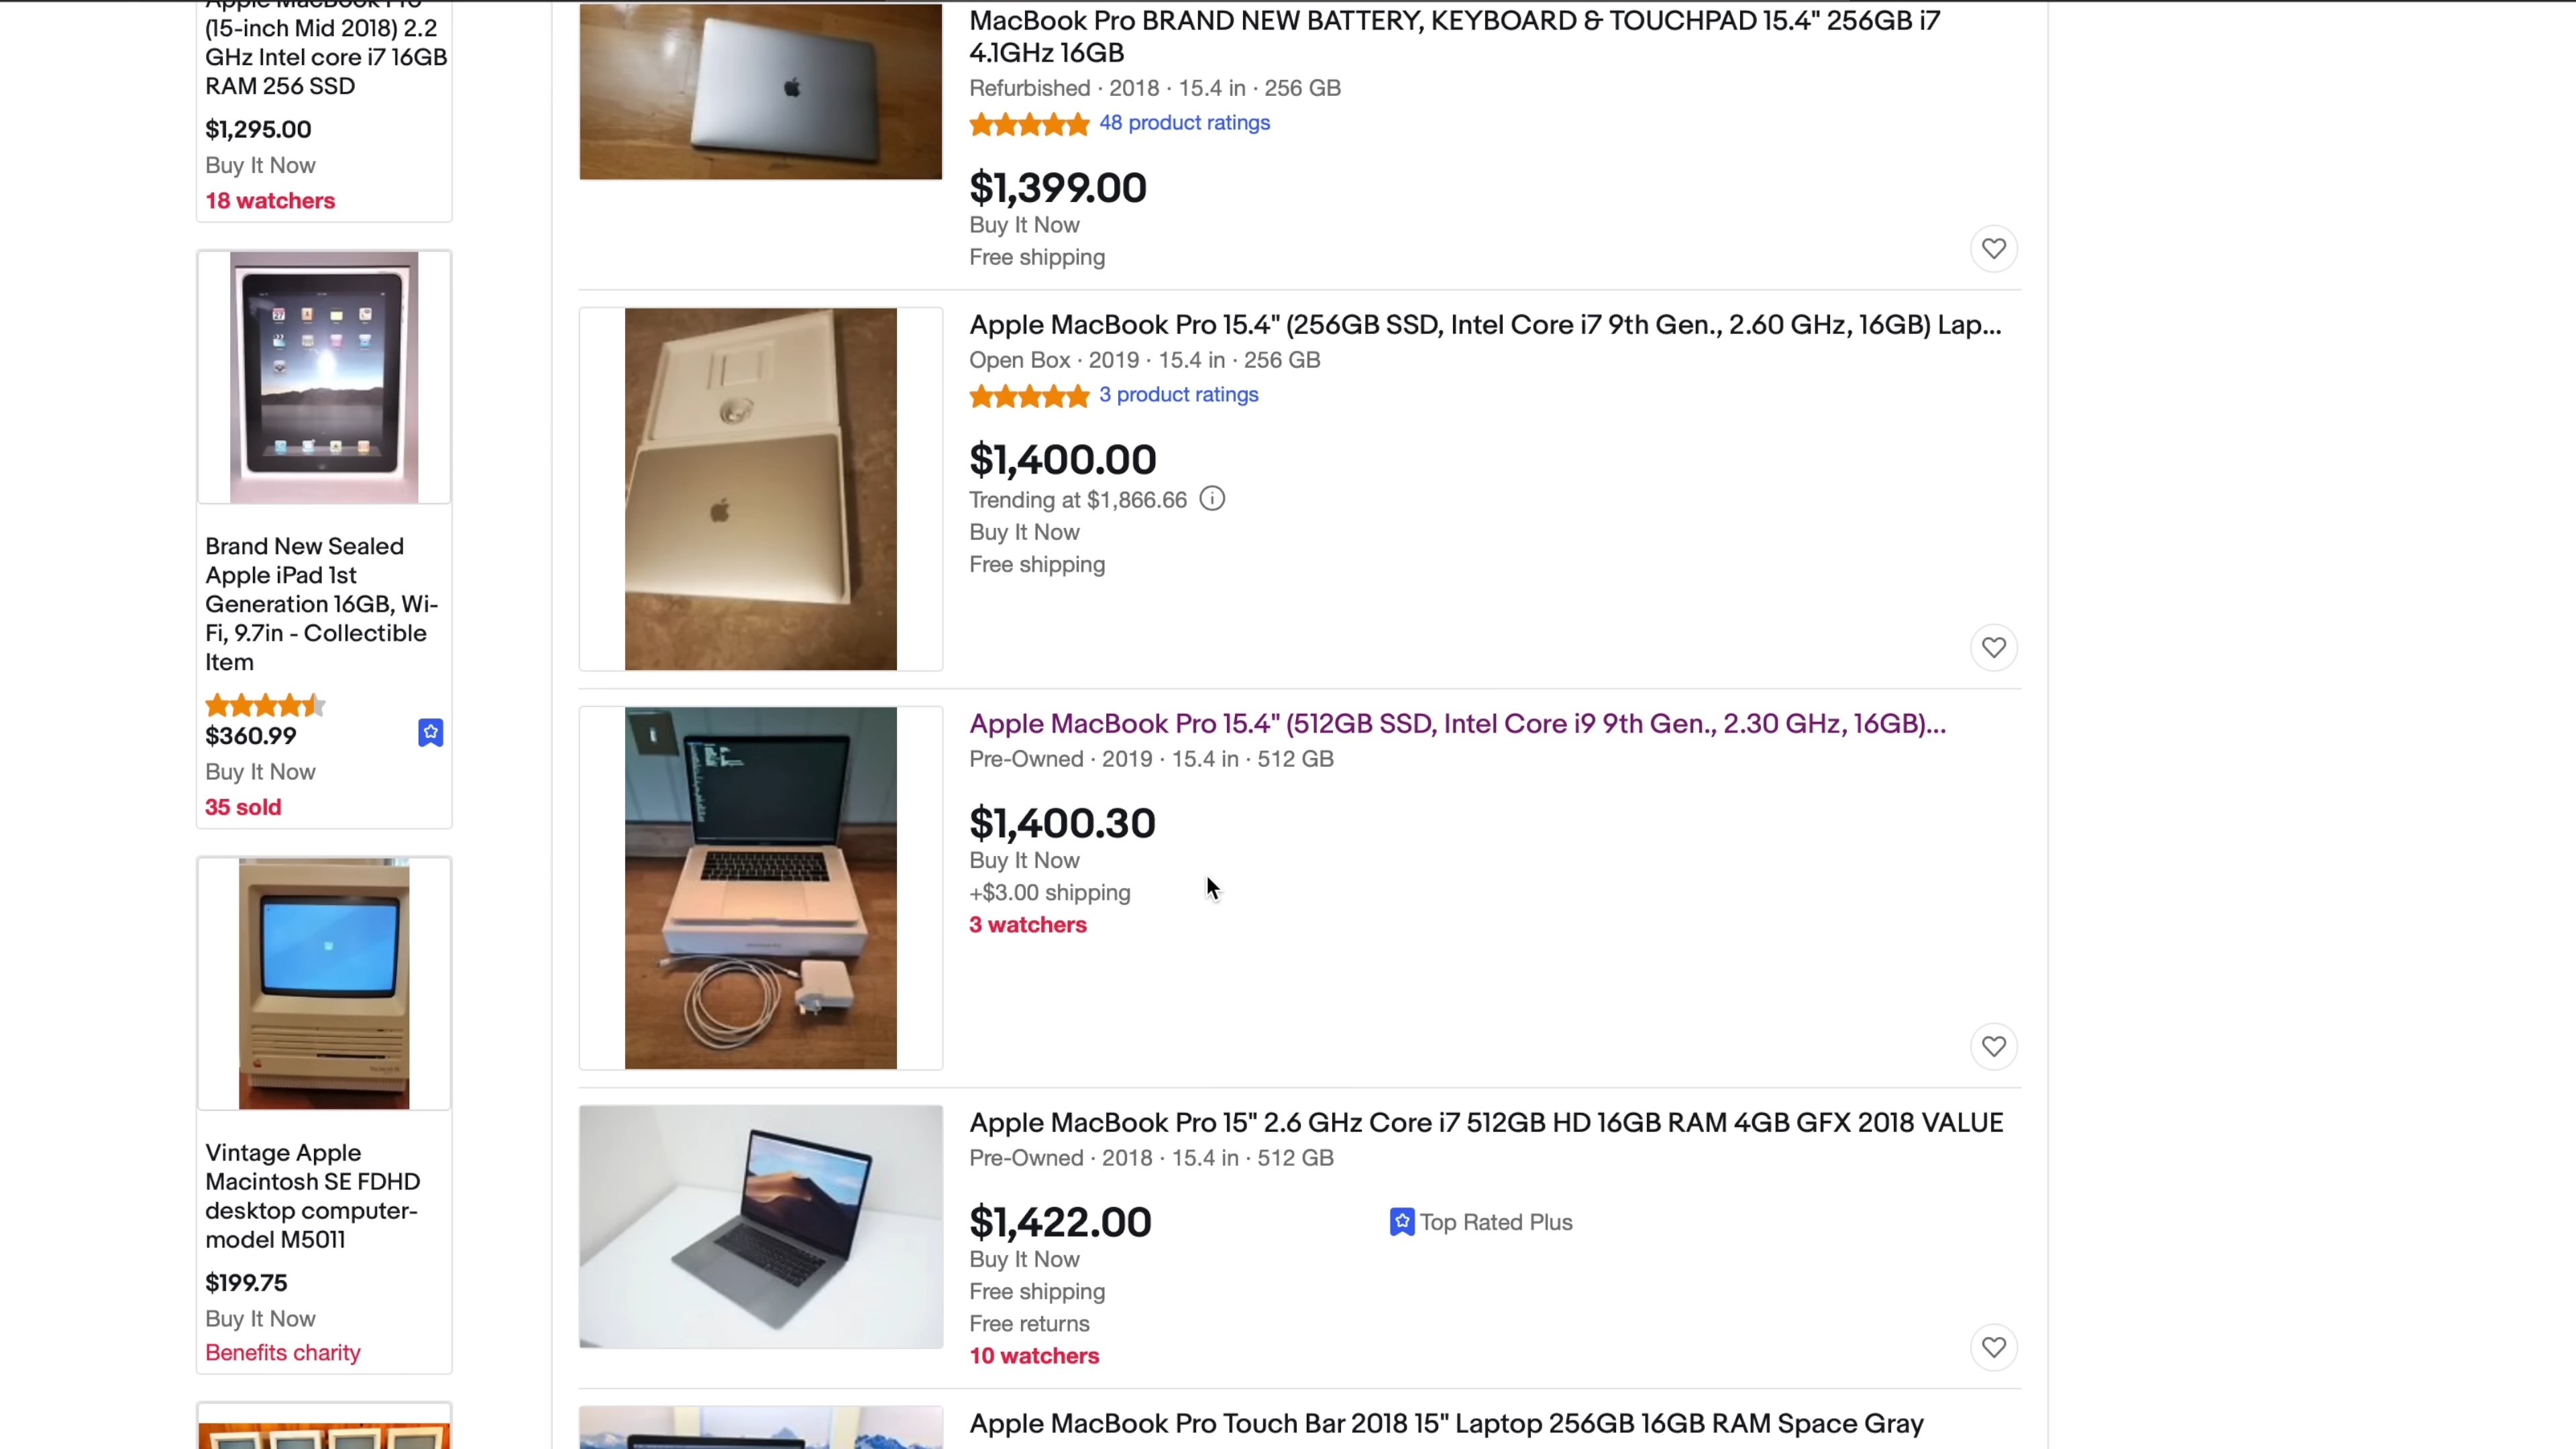 Apple MacBook Pro
(15-inch Mid 2018) 2.2
GHz Intel core i7 16GB
RAM 256 SSD
$1,295.00
Buy It Now
18 watchers
Brand New Sealed
Apple iPad 1st
Generation 16GB, Wi-
Fi, 9.7in - Collectible
Item
$360.99
Buy It Now
35 sold
Vintage Apple
Macintosh SE FDHD
desktop computer-
model M5011
$199.75
Buy It Now
Benefits charity
MacBook Pro BRAND NEW BATTERY, KEYBOARD & TOUCHPAD 15.4" 256GB i7
4.1GHz 16GB
Refurbished · 2018 · 15.4 in · 256 GB
48 product ratings
$1,399.00
Buy It Now
Free shipping
Apple MacBook Pro 15.4" (256GB SSD, Intel Core i7 9th Gen., 2.60 GHz, 16GB) Lap...
Open Box · 2019 · 15.4 in · 256 GB
3 product ratings
$1,400.00
Trending at $1,866.66
Buy It Now
Free shipping
Apple MacBook Pro 15.4" (512GB SSD, Intel Core i9 9th Gen., 2.30 GHz, 16GB)...
Pre-Owned · 2019 · 15.4 in · 512 GB
$1,400.30
Buy It Now
+$3.00 shipping
3 watchers
Apple MacBook Pro 15" 2.6 GHz Core i7 512GB HD 16GB RAM 4GB GFX 2018 VALUE
Pre-Owned · 2018 · 15.4 in · 512 GB
$1,422.00
Top Rated Plus
Buy It Now
Free shipping
Free returns
10 watchers
Apple MacBook Pro Touch Bar 2018 15" Laptop 256GB 16GB RAM Space Gray